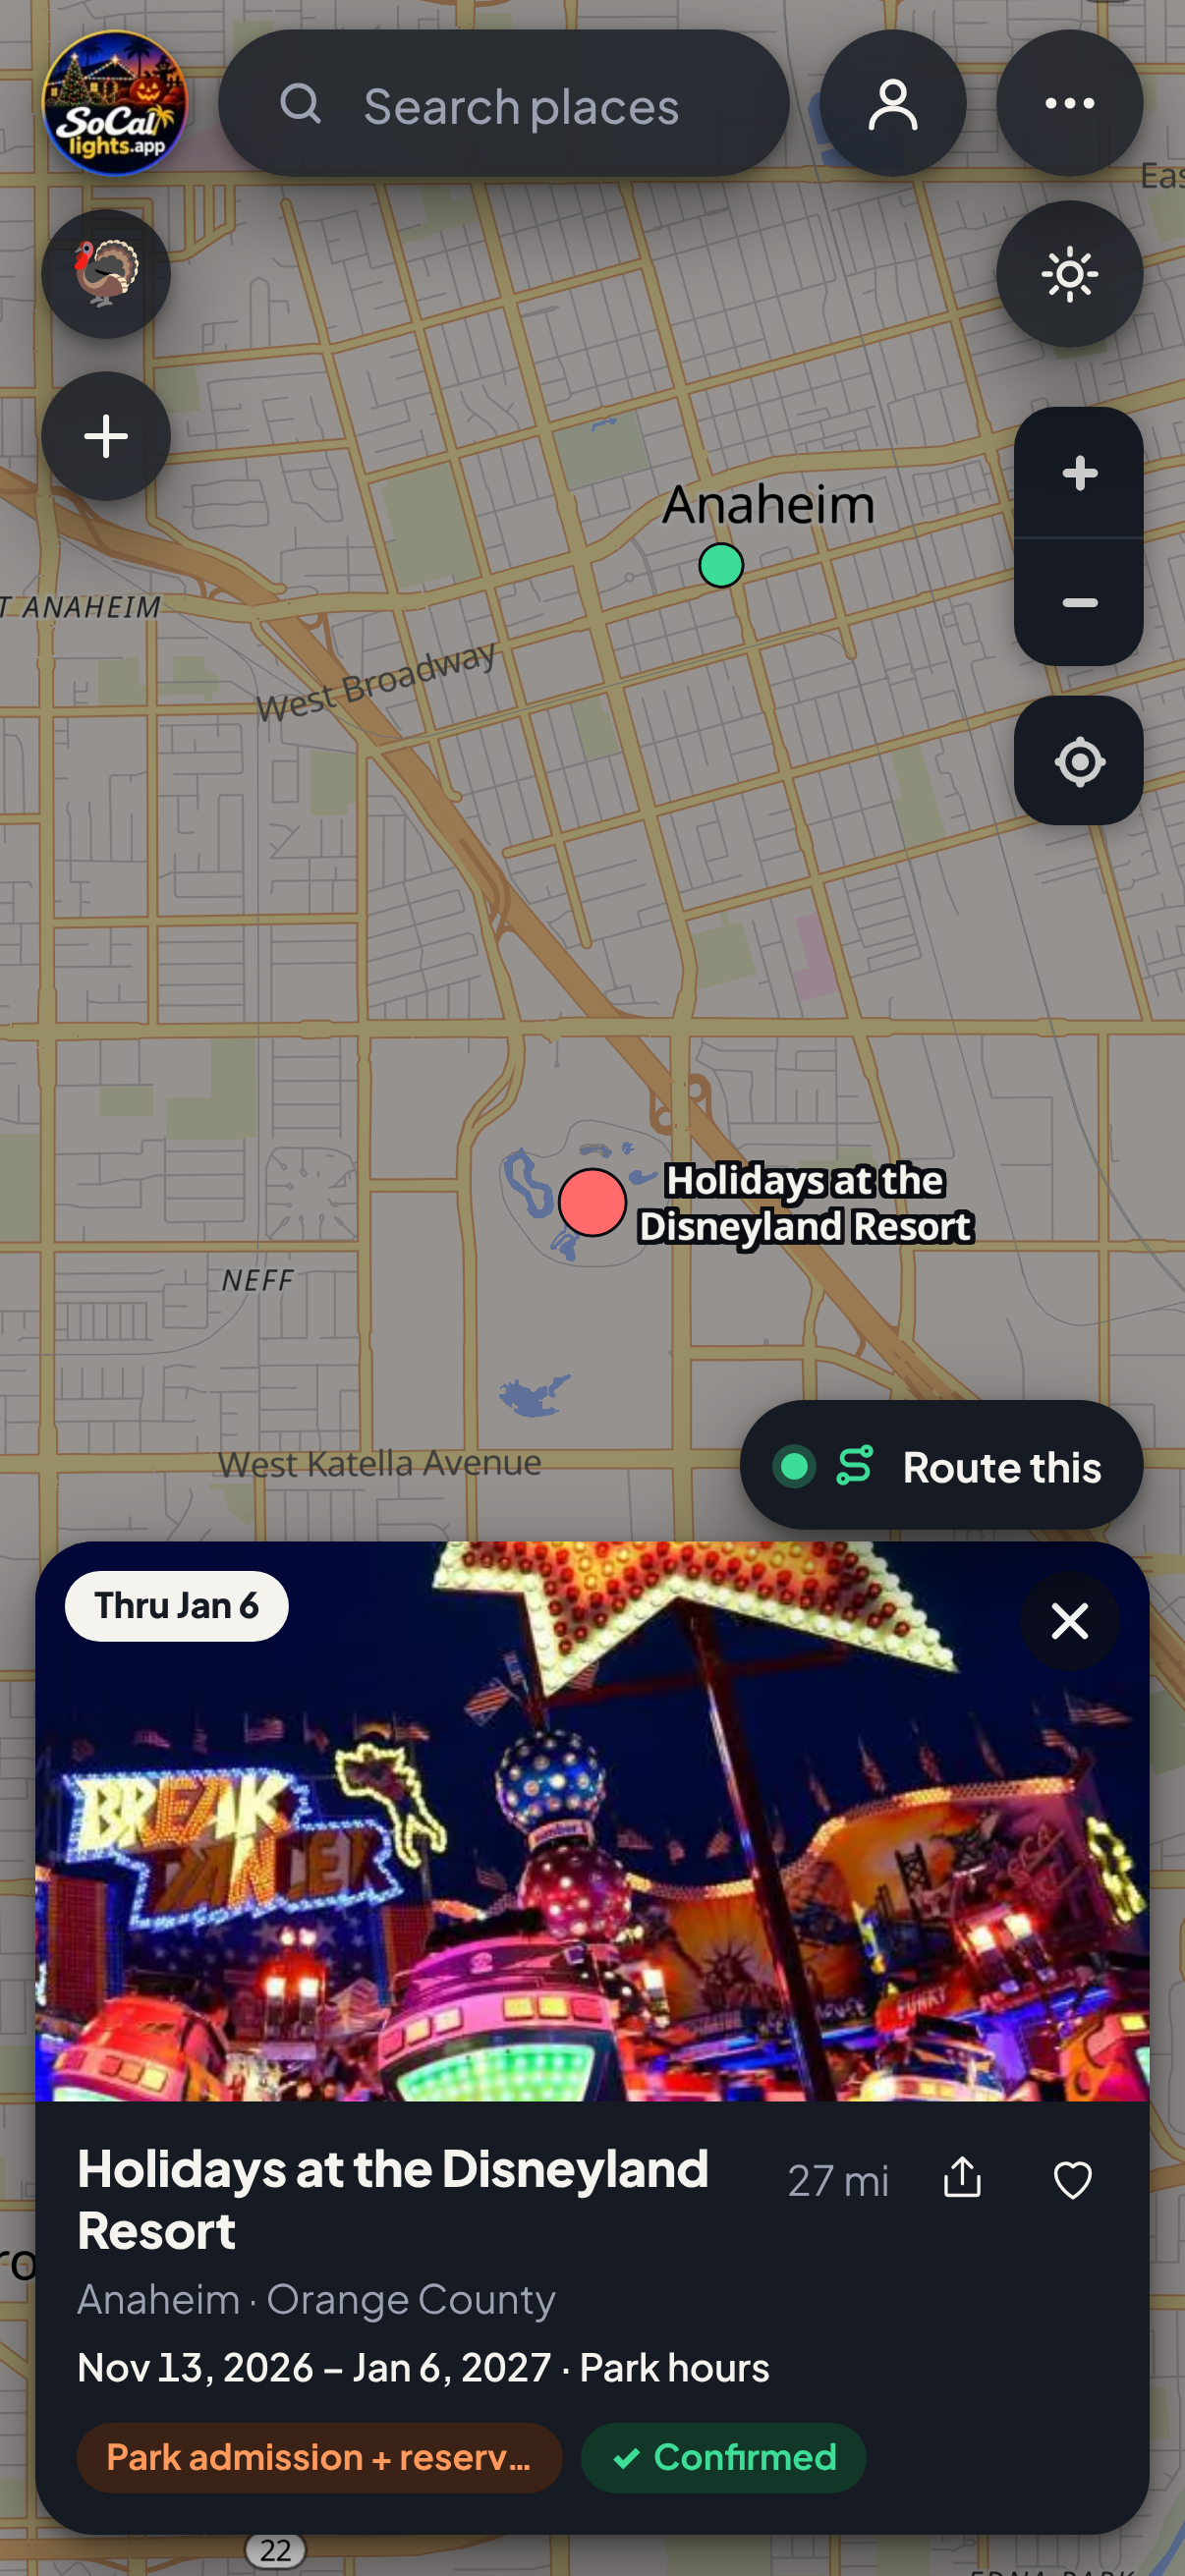 SoCal
lights.app
Search places
Eas
Anaheim
T ANAHEIM
West Broadway
Holidays at the
Disneyland Resort
NEFF
West Katella Avenue
Route this
Thru Jan 6
BREAK
DANCER
FUNKY
Holidays at the Disneyland
Resort
27 mi
ro
Anaheim · Orange County
Nov 13, 2026 – Jan 6, 2027 · Park hours
Park admission + reserv...
Confirmed
22